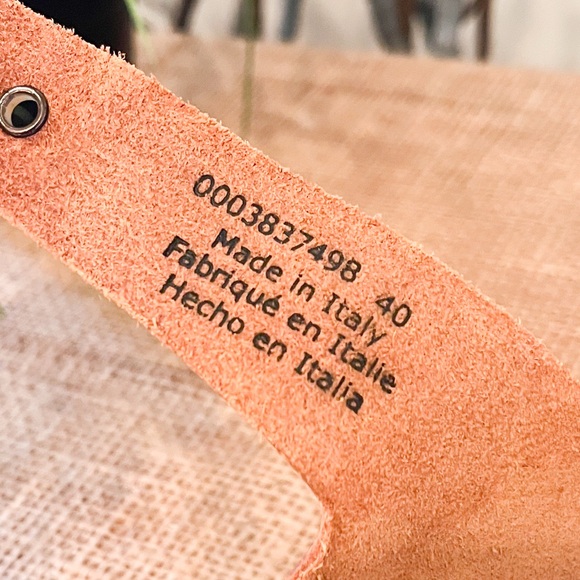 0003837498 40
Made in Italy
Fabriqué en Italie
Hecho en Italia